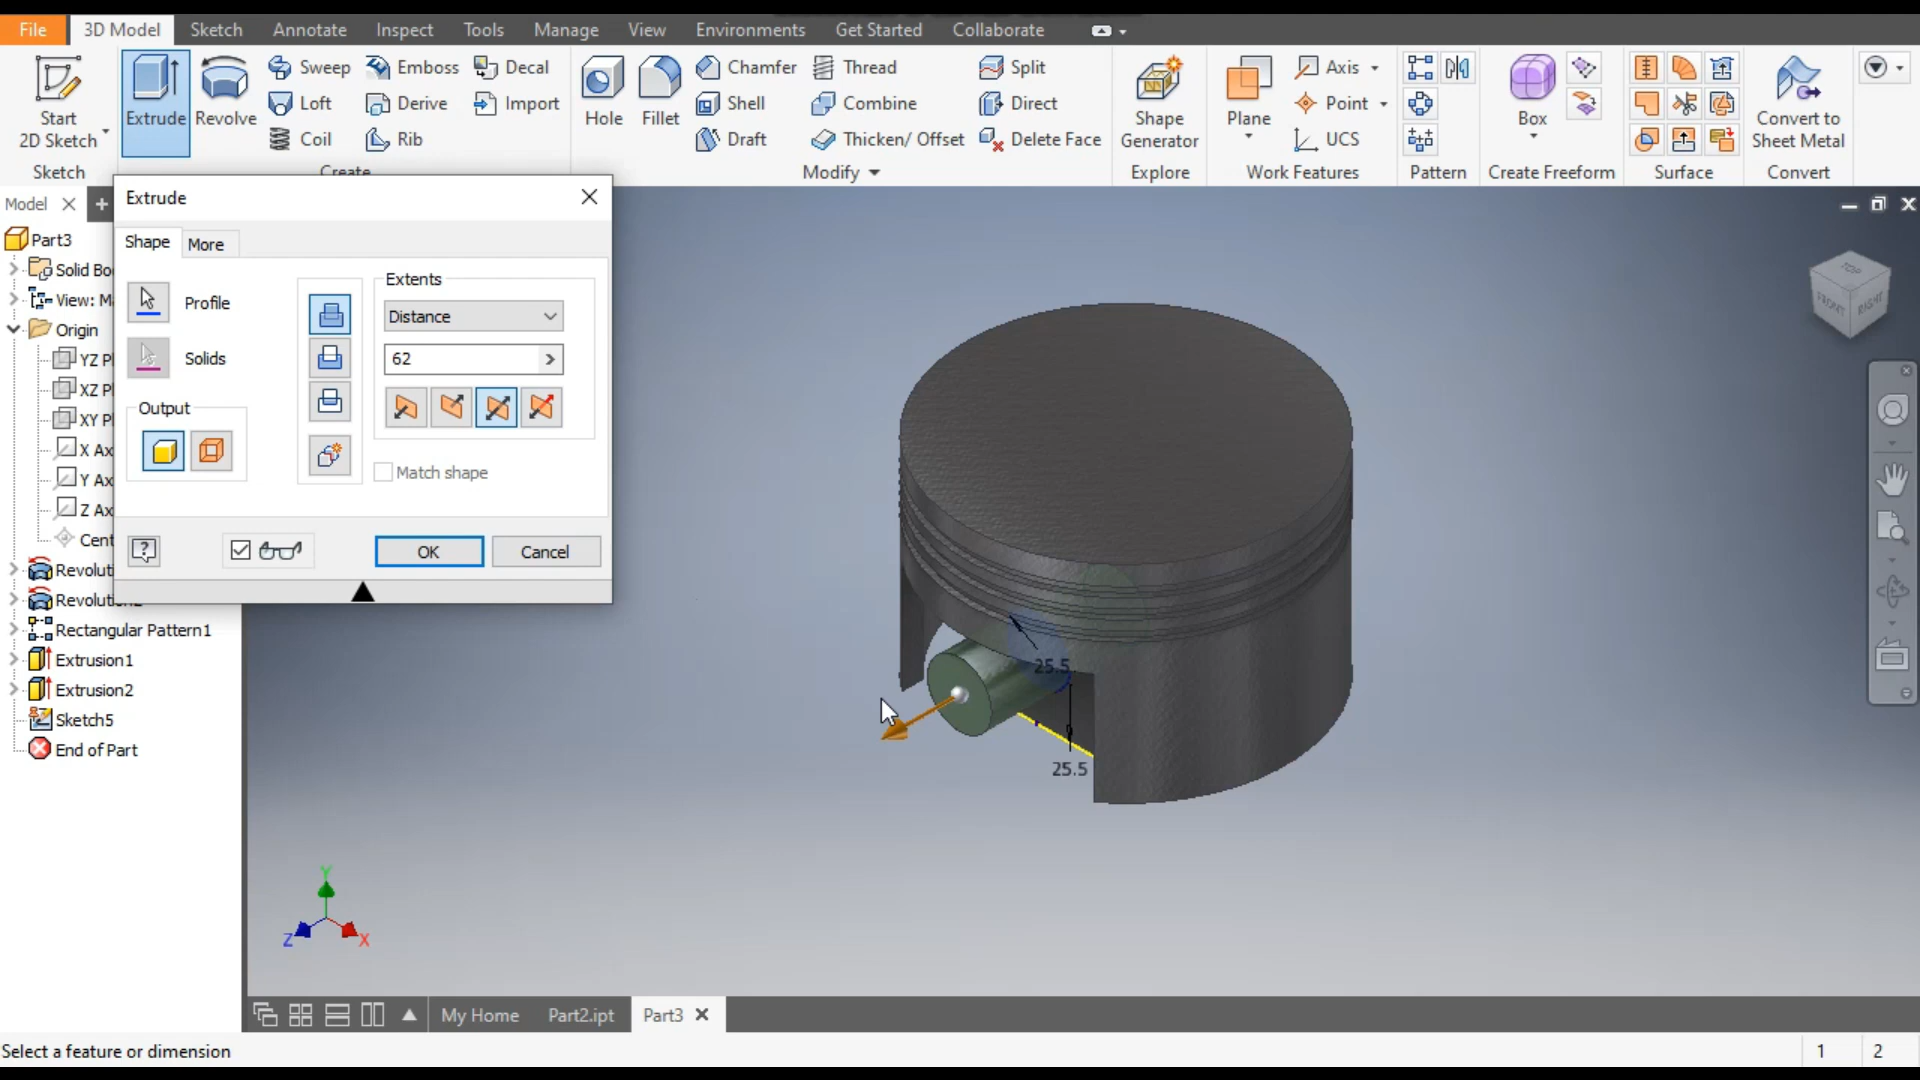 File 3D Model Sketch Annotate Inspect Tools Manage View Environments Get Started Collaborate
Start
2D Sketch
Sketch
Extrude
Revolve
Sweep
Loft
Coil
Emboss
Derive
Rib
Decal
Import
Create
Hole
Fillet
Chamfer
Shell
Draft
Thread
Combine
Thicken/ Offset
Split
Direct
Delete Face
Modify
Shape
Generator
Explore
Plane
Axis
Point
UCS
Work Features
Pattern
Box
Create Freeform
Surface
Convert to
Sheet Metal
Convert
Model
Part3
Solid Bo
View: M
Origin
YZ P
XZ P
XY P
X Ax
Y Ax
Z Ax
Cent
Revoluti
Rectangular Pattern1
Extrusion1
Extrusion2
Sketch5
End of Part
Extrude
Shape More
Profile
Solids
Output
Extents
Distance
62
Match shape
OK Cancel
TOP
FRONT
RIGHT
25.5
25.5
Y
Z
X
My Home Part2.ipt Part3
Select a feature or dimension
1 2